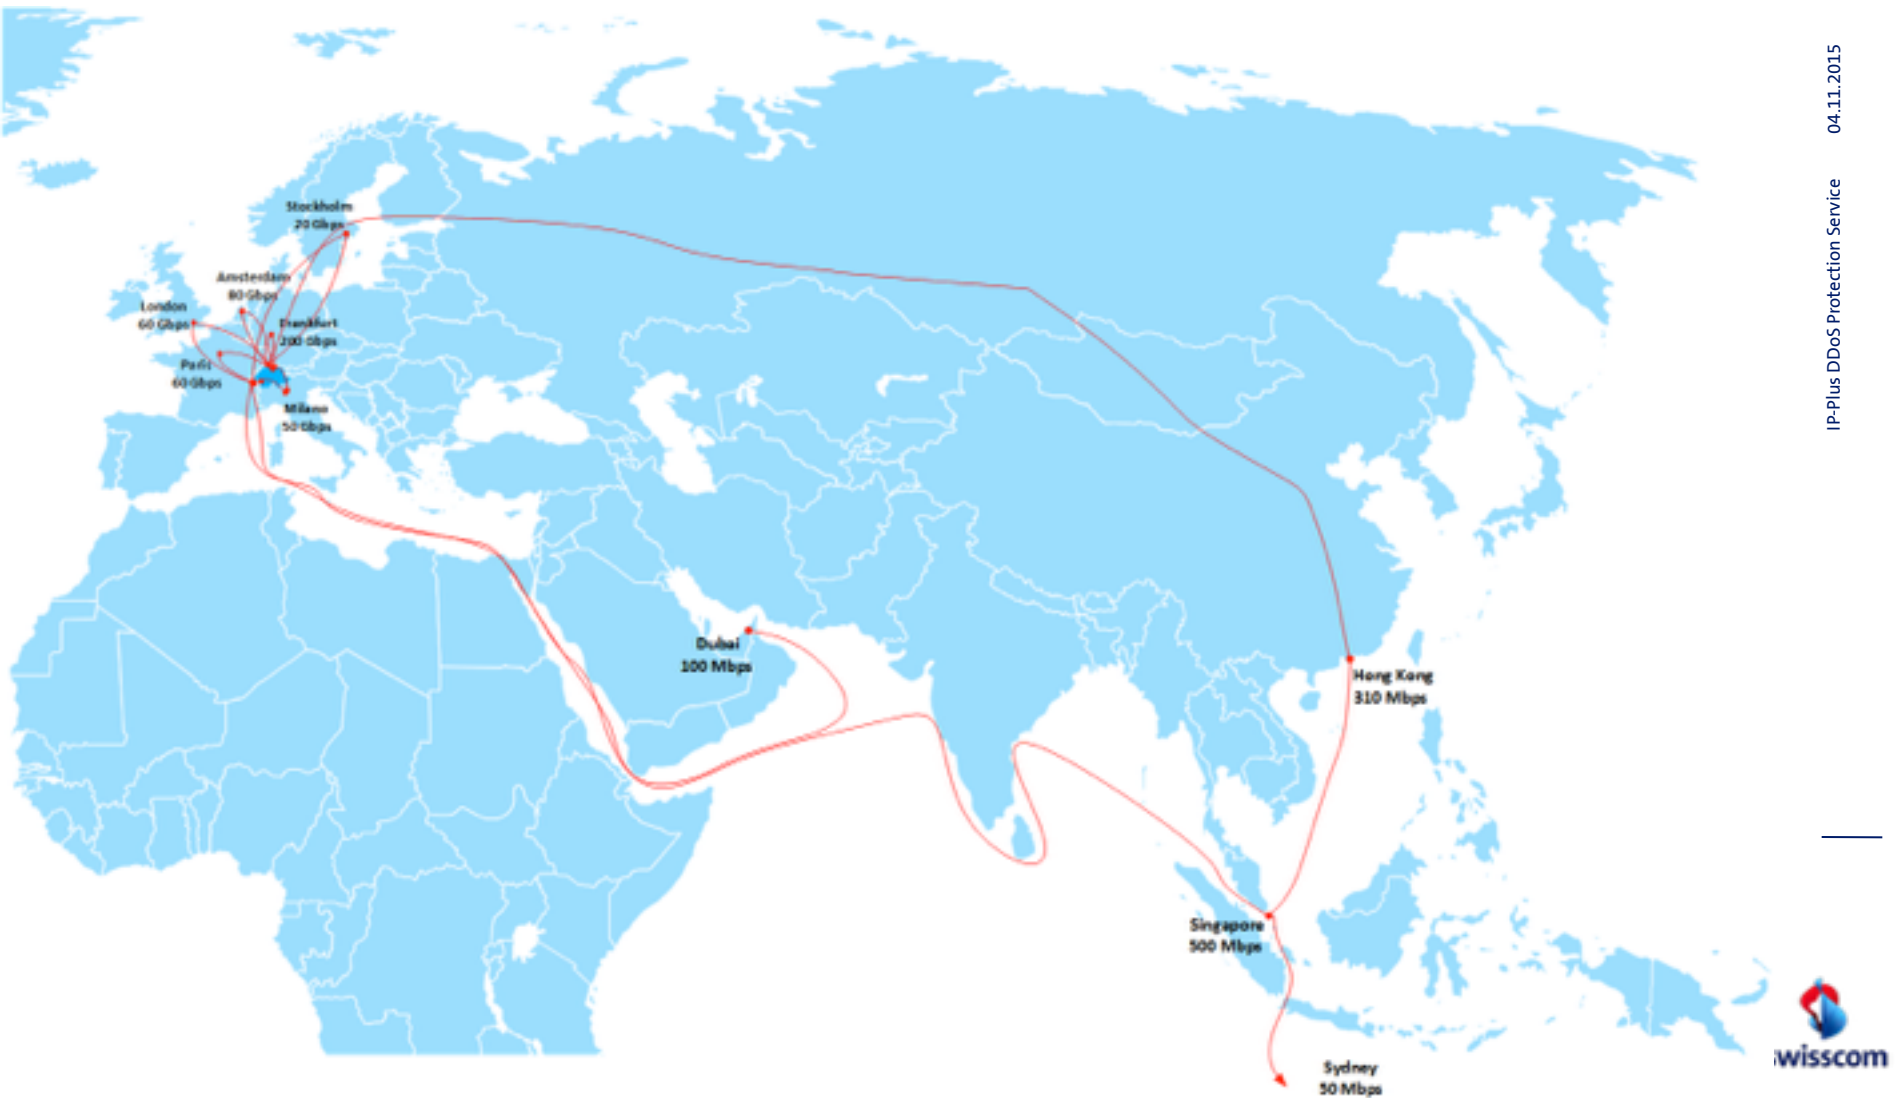 Stockholm
20 Gbps
Amsterdam
80 Gbps
London
60 Gbps
Frankfurt
200 Gbps
Paris
60 Gbps
Milano
50 Gbps
Dubai
100 Mbps
Hong Kong
310 Mbps
Singapore
500 Mbps
Sydney
50 Mbps
IP-Plus DDoS Protection Service 04.11.2015
swisscom